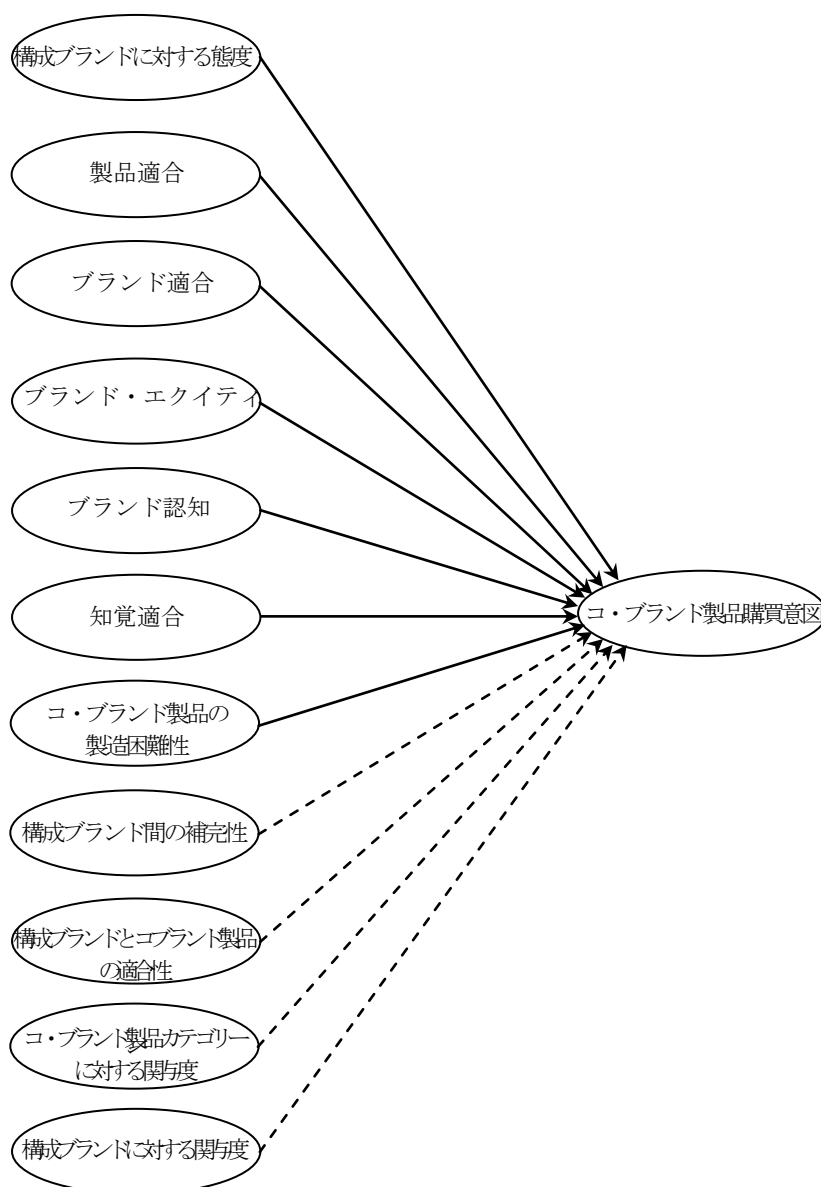 構成ブランドに対する態度
製品適合
ブランド適合
ブランド・エクイティ
ブランド認知
知覚適合
コ・ブランド製品購買意図
コ・ブランド製品の
製造困難性
構成ブランド間の補完性
構成ブランドとコブランド製品
の適合性
コ・ブランド製品カテゴリー
に対する関与度
構成ブランドに対する関与度